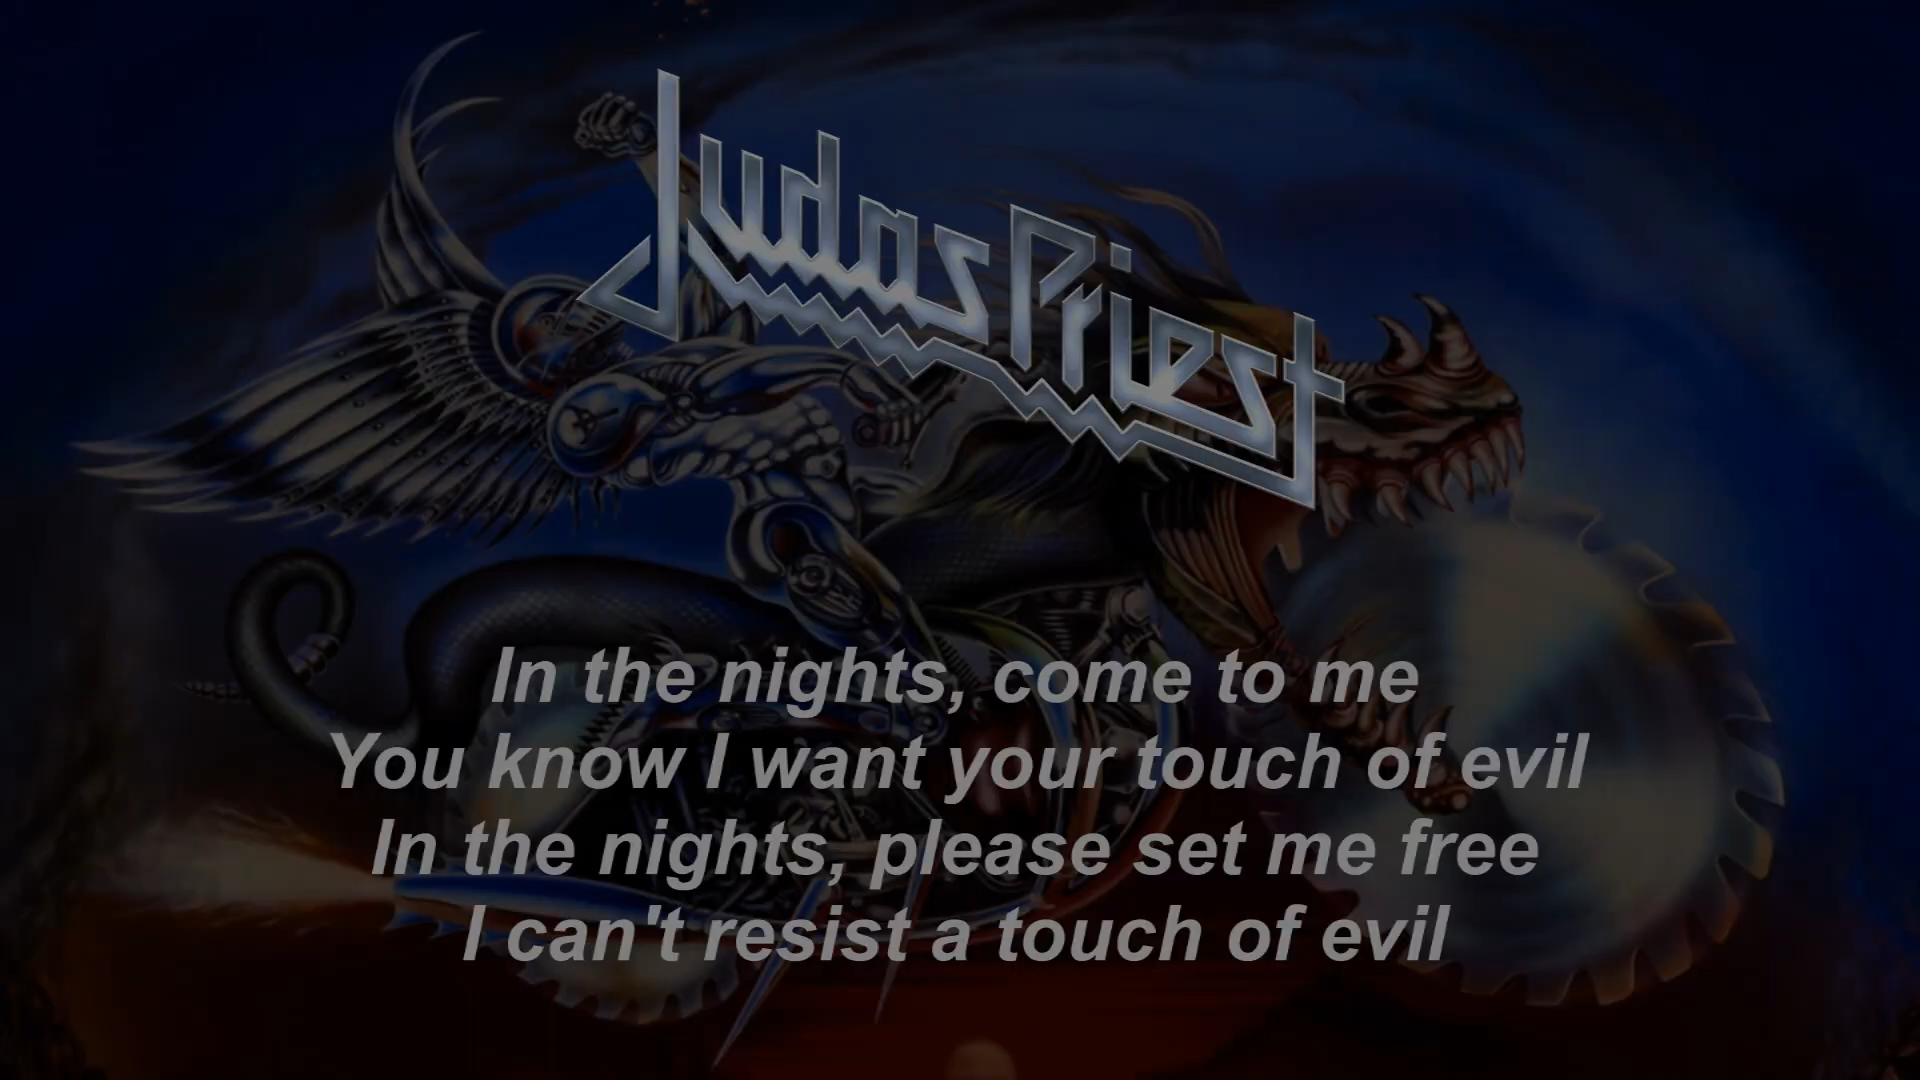 Judas Priest
In the nights, come to me
You know I want your touch of evil
In the nights, please set me free
I can't resist a touch of evil